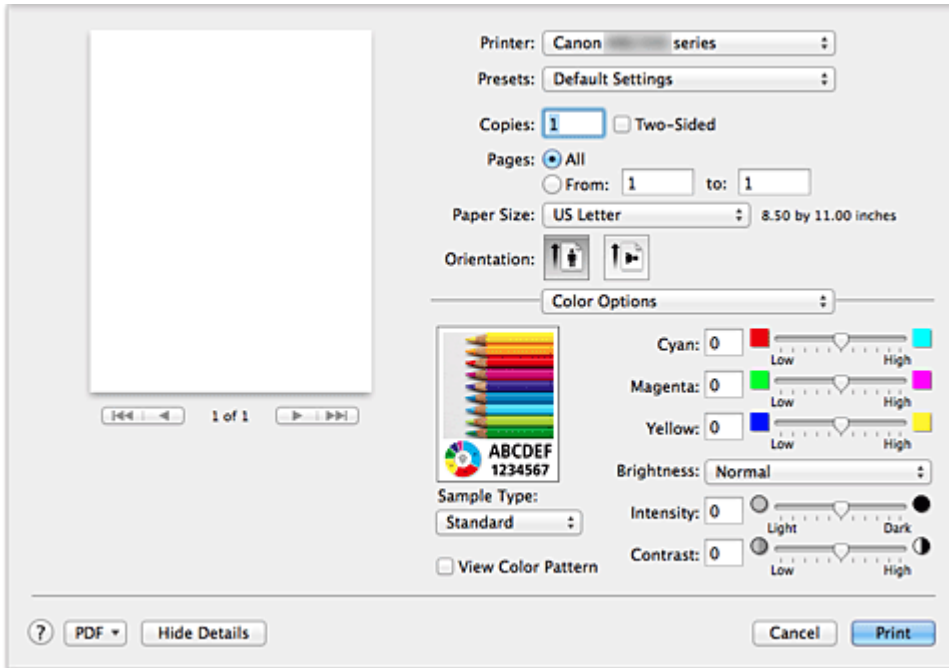 Printer: Canon series
Presets: Default Settings
Copies: 1 Two-Sided
Pages: All
From: 1 to: 1
Paper Size: US Letter 8.50 by 11.00 inches
Orientation:
Color Options
Cyan: 0
Low High
Magenta: 0
Low High
Yellow: 0
Low High
ABCDEF
1234567
Brightness: Normal
Sample Type:
Standard
Intensity: 0
Light Dark
Contrast: 0
Low High
View Color Pattern
1 of 1
? PDF Hide Details Cancel Print